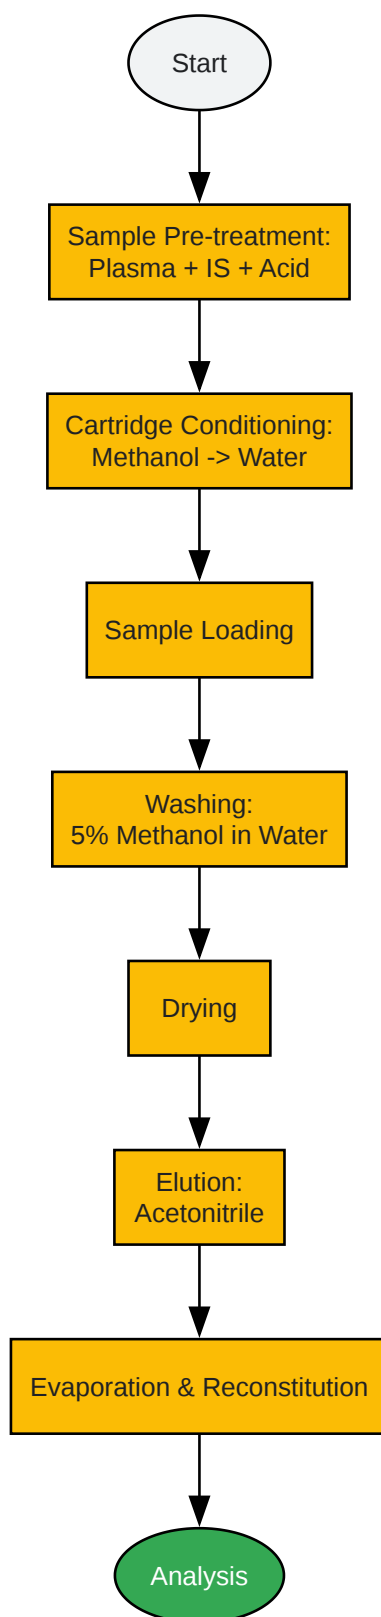 Start
Sample Pre-treatment:
Plasma + IS + Acid
Cartridge Conditioning:
Methanol -> Water
Sample Loading
Washing:
5% Methanol in Water
Drying
Elution:
Acetonitrile
Evaporation & Reconstitution
Analysis